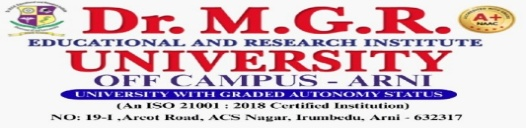 Dr. M.G.R.
A+
NAAC
EDUCATIONAL AND RESEARCH INSTITUTE
UNIVERSITY
OFF CAMPUS - ARNI
UNIVERSITY WITH GRADED AUTONOMY STATUS
(An ISO 21001 : 2018 Certified Institution)
NO: 19-1 ,Arcot Road, ACS Nagar, Irumbedu, Arni - 632317